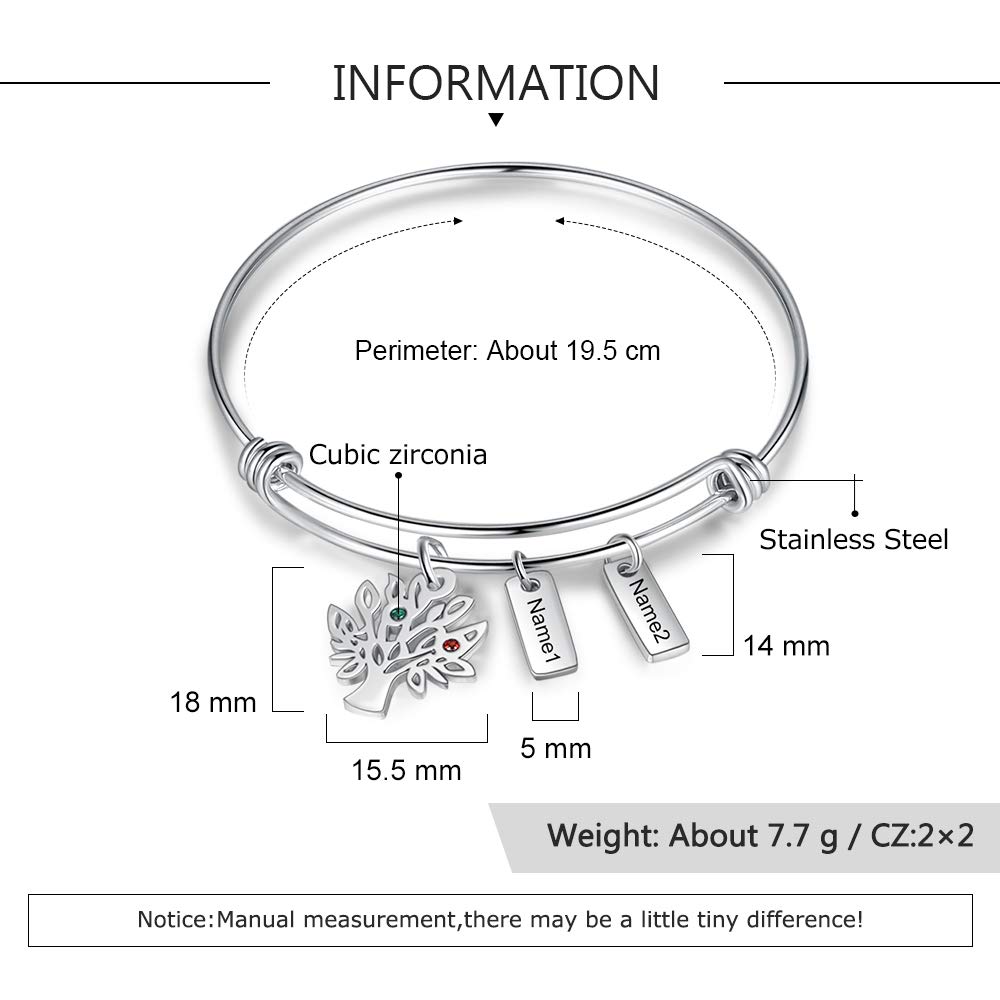 INFORMATION
Perimeter: About 19.5 cm
Cubic zirconia
Stainless Steel
Name1
Name2
14 mm
18 mm
5 mm
15.5 mm
Weight: About 7.7 g / CZ:2×2
Notice:Manual measurement,there may be a little tiny difference!